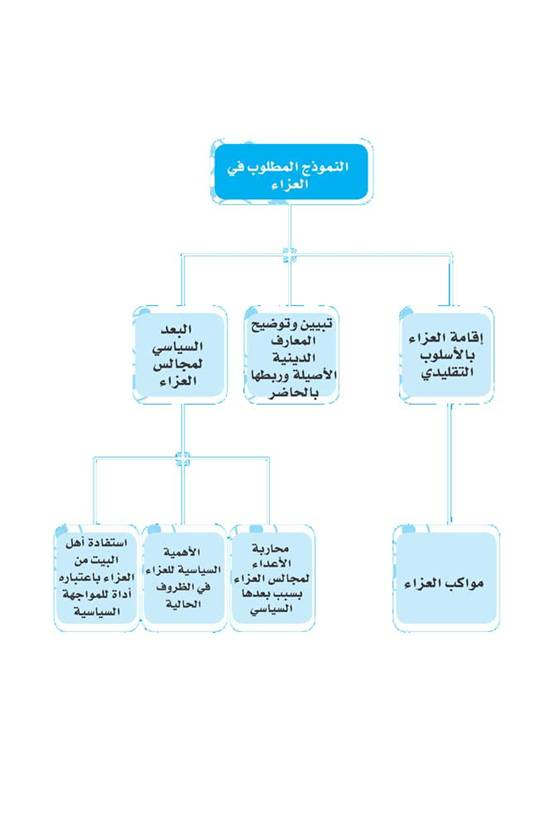 النموذج المطلوب في
العزاء
إقامة العزاء
بالأسلوب
التقليدي
تبيين وتوضيح
المعارف
الدينية
الأصيلة وربطها
بالحاضر
البعد
السياسي
لمجالس
العزاء
مواكب العزاء
محاربة
الأعداء
لمجالس العزاء
بسبب بعدها
السياسي
الأهمية
السياسية للعزاء
في الظروف
الحالية
استفادة أهل
البيت من
العزاء باعتباره
أداة للمواجهة
السياسية